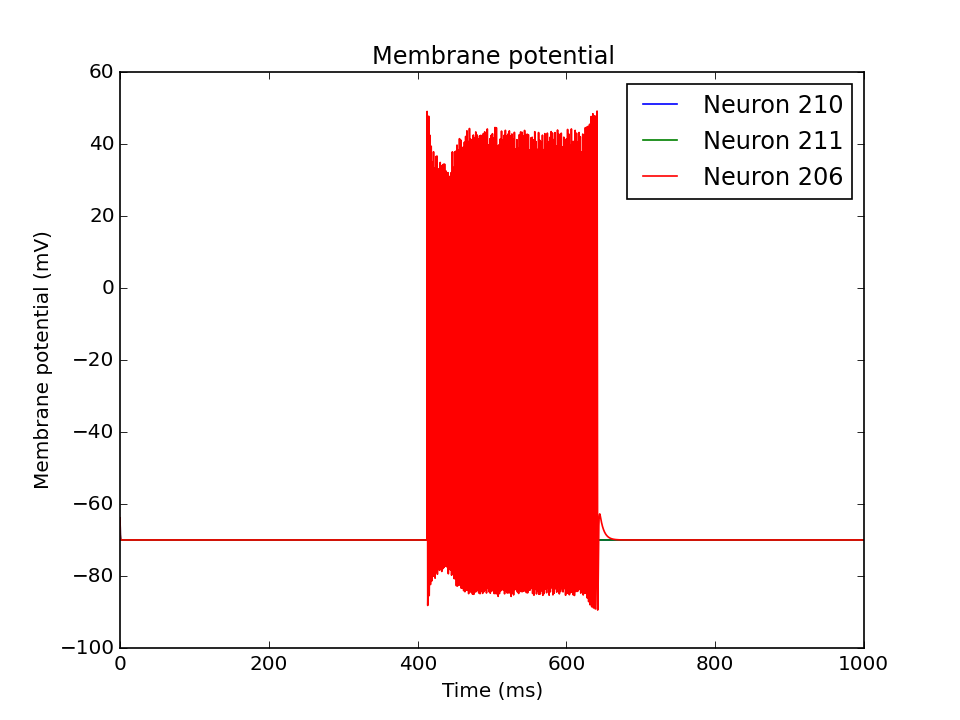 Membrane potential
60
40
20
0
−20
−40
−60
−80
−100
Membrane potential (mV)
Neuron 210
Neuron 211
Neuron 206
0 200 400 600 800 1000
Time (ms)